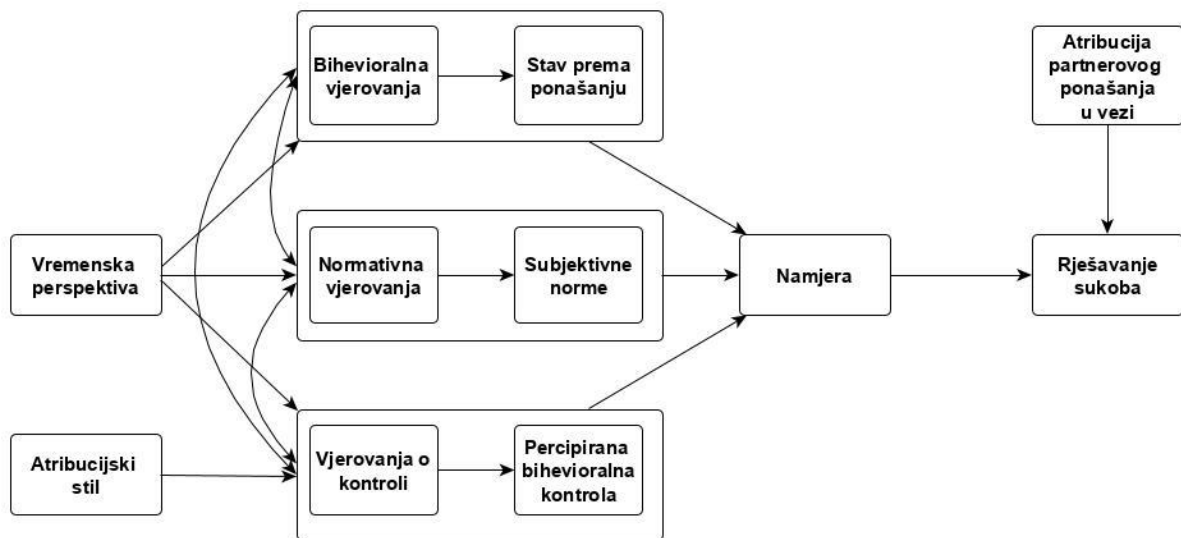 Bihevioralna
vjerovanja
Stav prema
ponašanju
Atribucija
partnerovog
ponašanja
u vezi
Vremenska
perspektiva
Normativna
vjerovanja
Subjektivne
norme
Namjera
Rješavanje
sukoba
Atribucijski
stil
Vjerovanja o
kontroli
Percipirana
bihevioralna
kontrola